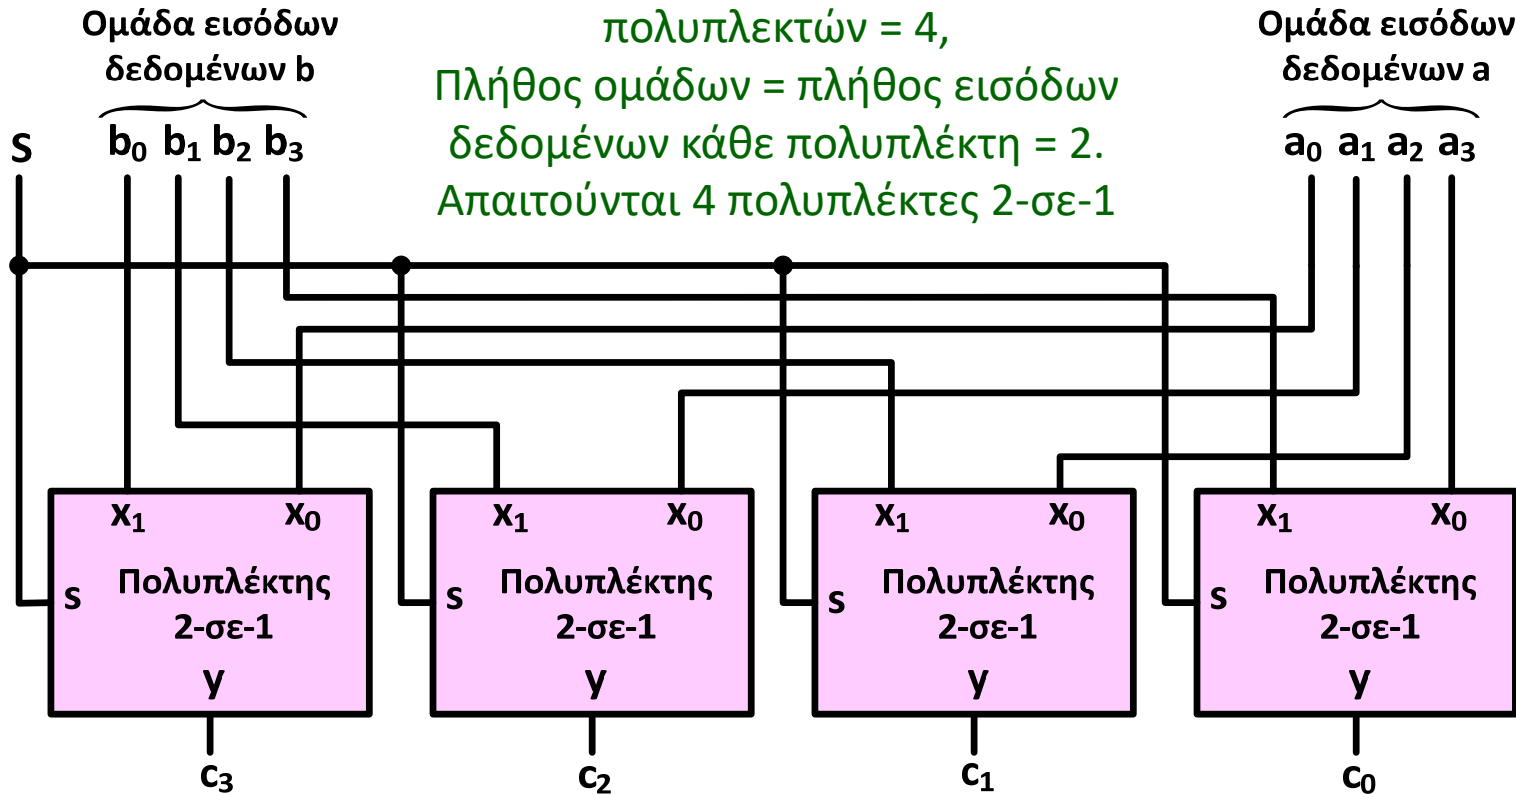 Ομάδα εισόδων
δεδομένων b
πολυπλεκτών = 4,
Πλήθος ομάδων = πλήθος εισόδων
δεδομένων κάθε πολυπλέκτη = 2.
Απαιτούνται 4 πολυπλέκτες 2-σε-1
Ομάδα εισόδων
δεδομένων a
S b₀ b₁ b₂ b₃ a₀ a₁ a₂ a₃
x₁ x₀ x₁ x₀ x₁ x₀ x₁ x₀
s Πολυπλέκτης s Πολυπλέκτης s Πολυπλέκτης s Πολυπλέκτης
2-σε-1 2-σε-1 2-σε-1 2-σε-1
y y y y
c₃ c₂ c₁ c₀